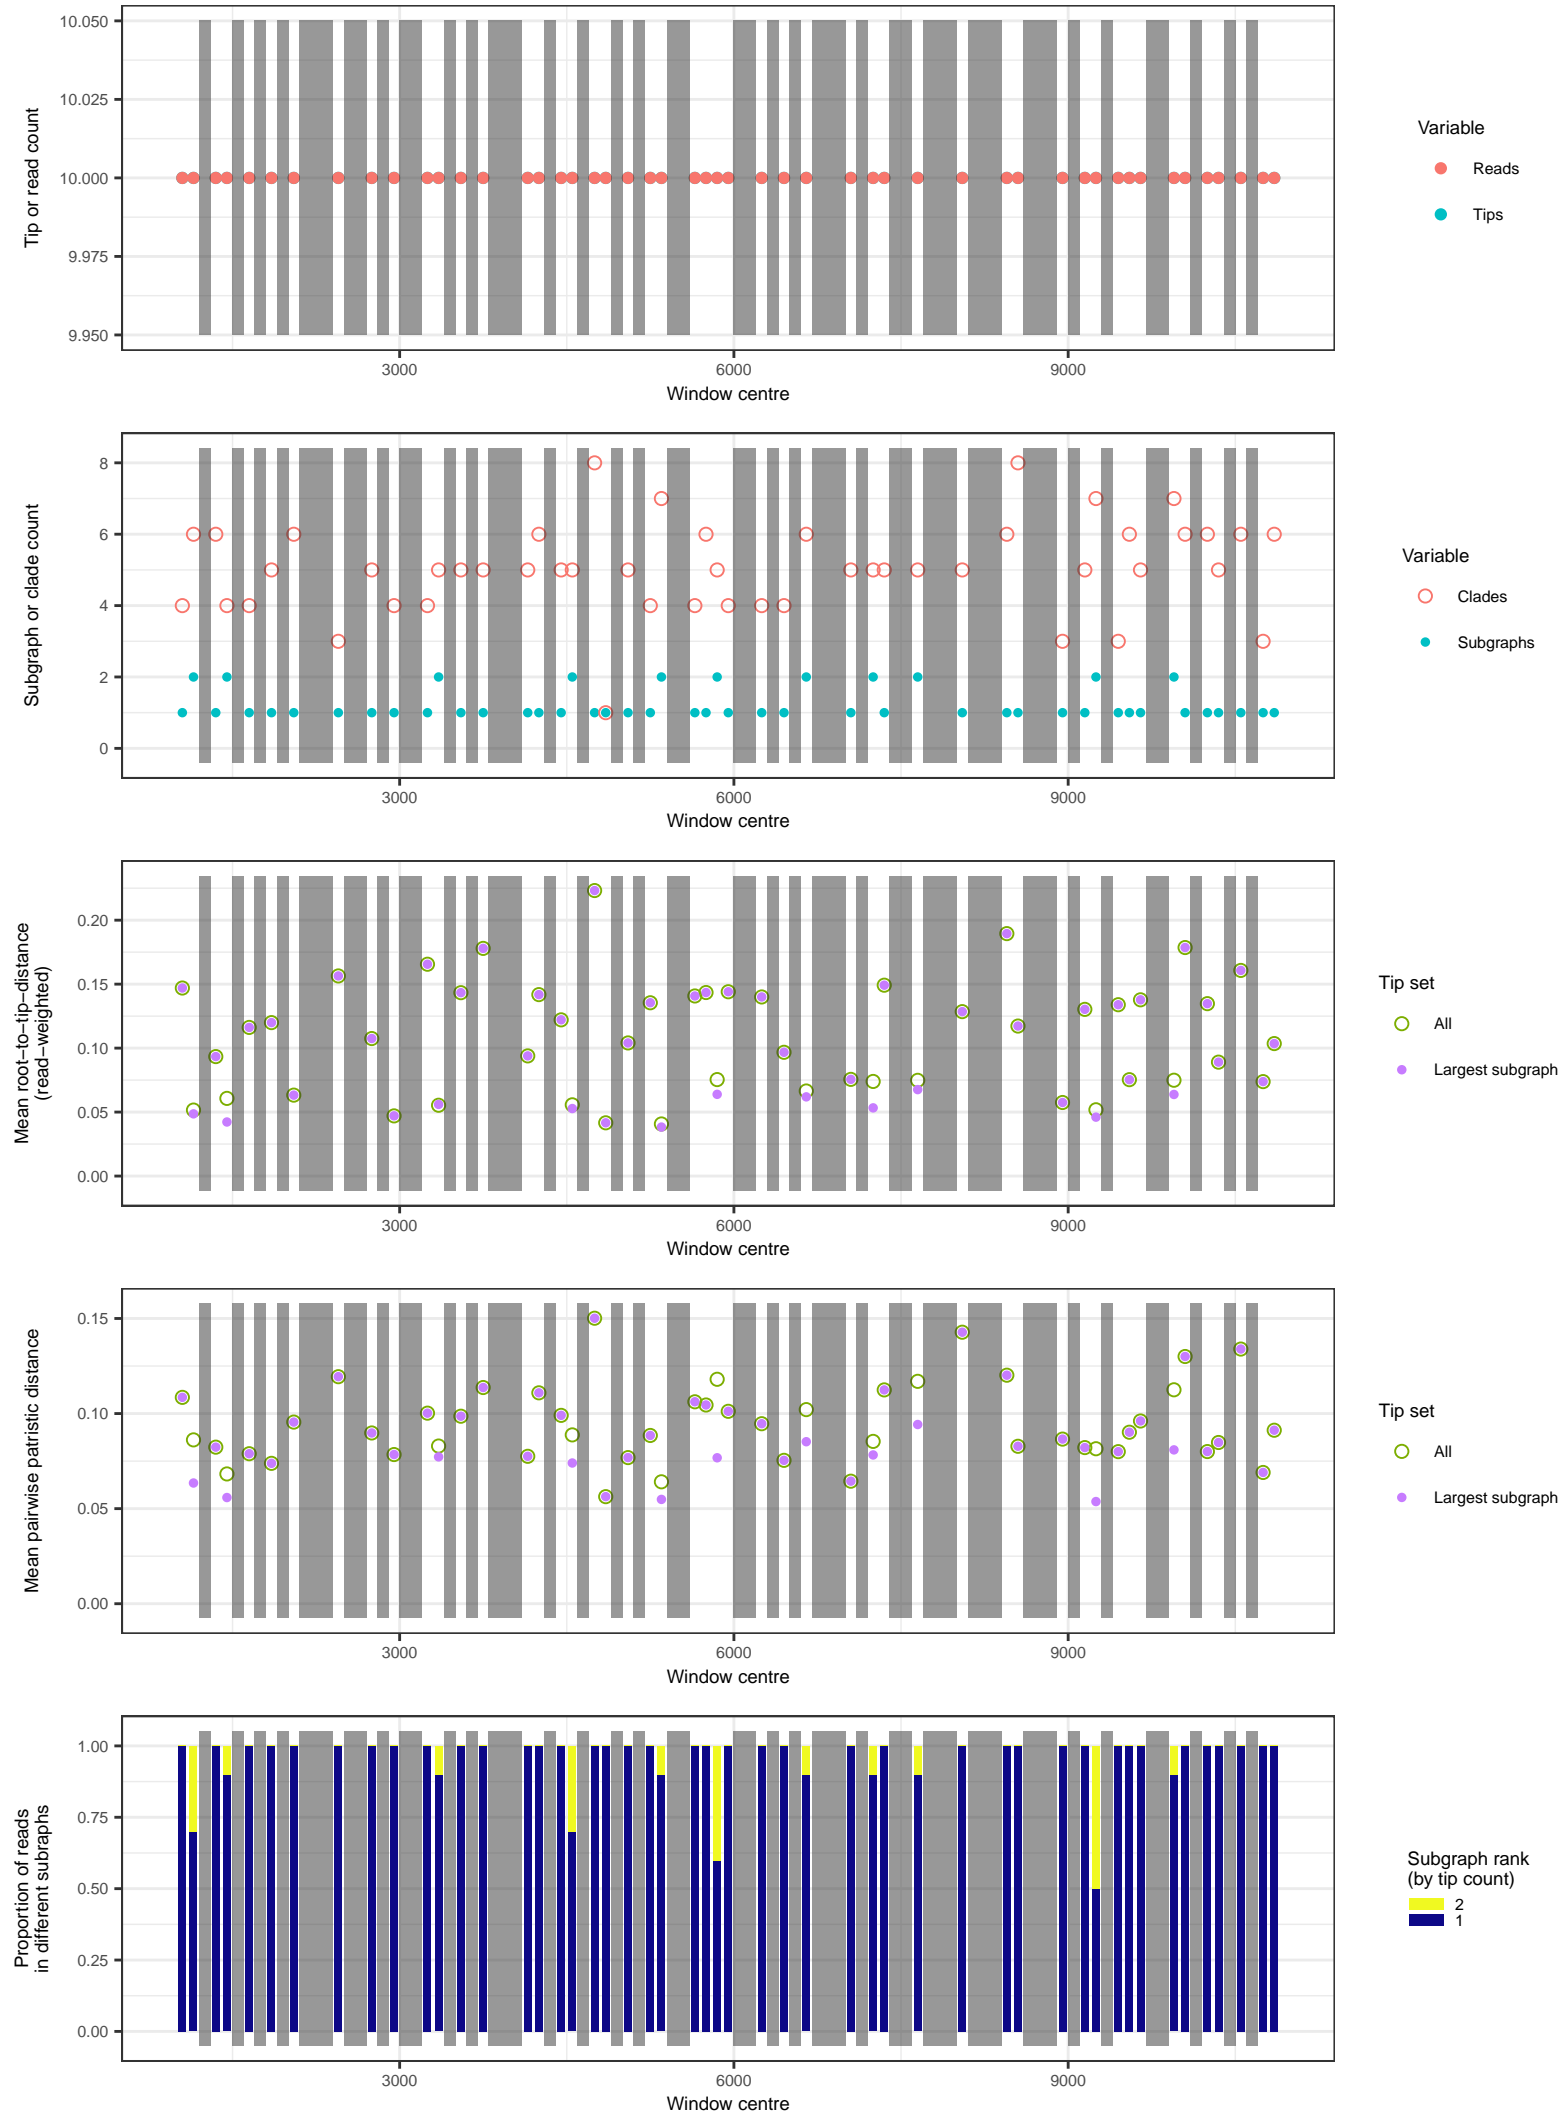 10.050
10.025
10.000
9.975
9.950
Tip or read count
3000
6000
9000
Window centre
Variable
Reads
Tips
8
6
4
2
0
Subgraph or clade count
3000
6000
9000
Window centre
Variable
Clades
Subgraphs
0.20
0.15
0.10
0.05
0.00
Mean root−to−tip−distance
(read−weighted)
3000
6000
9000
Window centre
Tip set
All
Largest subgraph
0.15
0.10
0.05
0.00
Mean pairwise patristic distance
3000
6000
9000
Window centre
Tip set
All
Largest subgraph
1.00
0.75
0.50
0.25
0.00
Proportion of reads
in different subraphs
3000
6000
9000
Window centre
Subgraph rank
(by tip count)
2
1